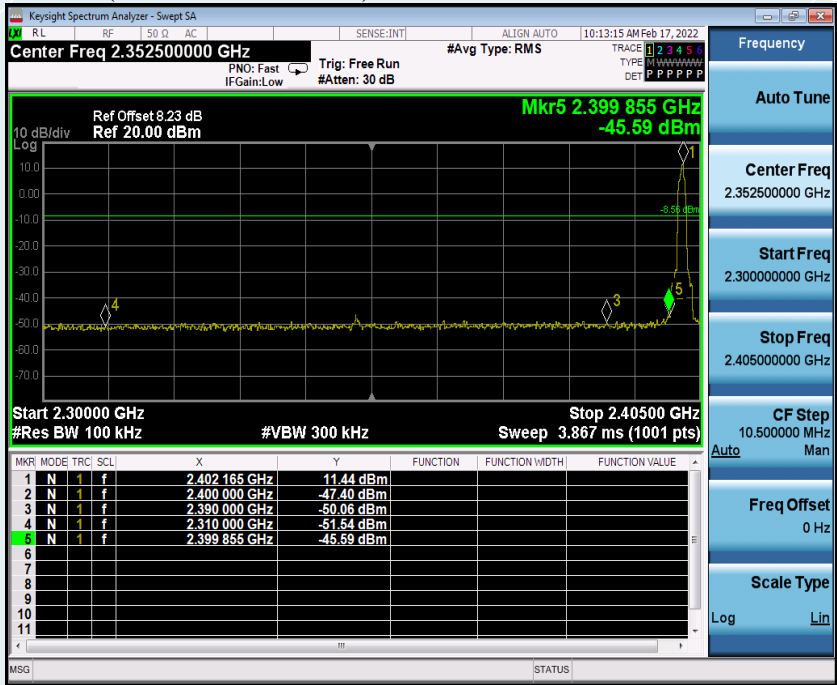 Keysight Spectrum Analyzer - Swept SA
LXI RL RF 50 Ω AC SENSE:INT ALIGN AUTO 10:13:15 AM Feb 17, 2022
Center Freq 2.352500000 GHz #Avg Type: RMS TRACE 1 2 3 4 5 6
PNO: Fast Trig: Free Run TYPE M WWWWW
IFGain:Low #Atten: 30 dB DET P P P P P P
Mkr5 2.399 855 GHz
-45.59 dBm
Ref Offset 8.23 dB
10 dB/div Ref 20.00 dBm
Log
1
10.0
0.00
-8.56 dBm
-10.0
-20.0
-30.0
5
-40.0
4
3
-50.0
-60.0
-70.0
Start 2.30000 GHz Stop 2.40500 GHz
#Res BW 100 kHz #VBW 300 kHz Sweep 3.867 ms (1001 pts)
MKR MODE TRC SCL X Y FUNCTION FUNCTION WIDTH FUNCTION VALUE
1 N 1 f 2.402 165 GHz 11.44 dBm
2 N 1 f 2.400 000 GHz -47.40 dBm
3 N 1 f 2.390 000 GHz -50.06 dBm
4 N 1 f 2.310 000 GHz -51.54 dBm
5 N 1 f 2.399 855 GHz -45.59 dBm
6
7
8
9
10
11
MSG STATUS
Frequency
Auto Tune
Center Freq
2.352500000 GHz
Start Freq
2.300000000 GHz
Stop Freq
2.405000000 GHz
CF Step
10.500000 MHz
Auto Man
Freq Offset
0 Hz
Scale Type
Log Lin